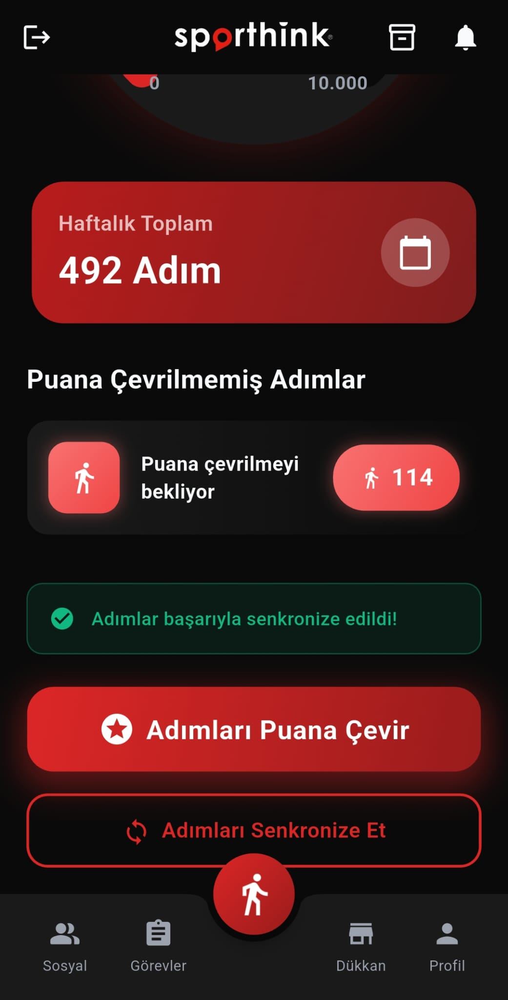 sporthink®
0
10.000
Haftalık Toplam
492 Adım
Puana Çevrilmemiş Adımlar
Puana çevrilmeyi
bekliyor
114
Adımlar başarıyla senkronize edildi!
Adımları Puana Çevir
Adımları Senkronize Et
Sosyal
Görevler
Dükkan
Profil